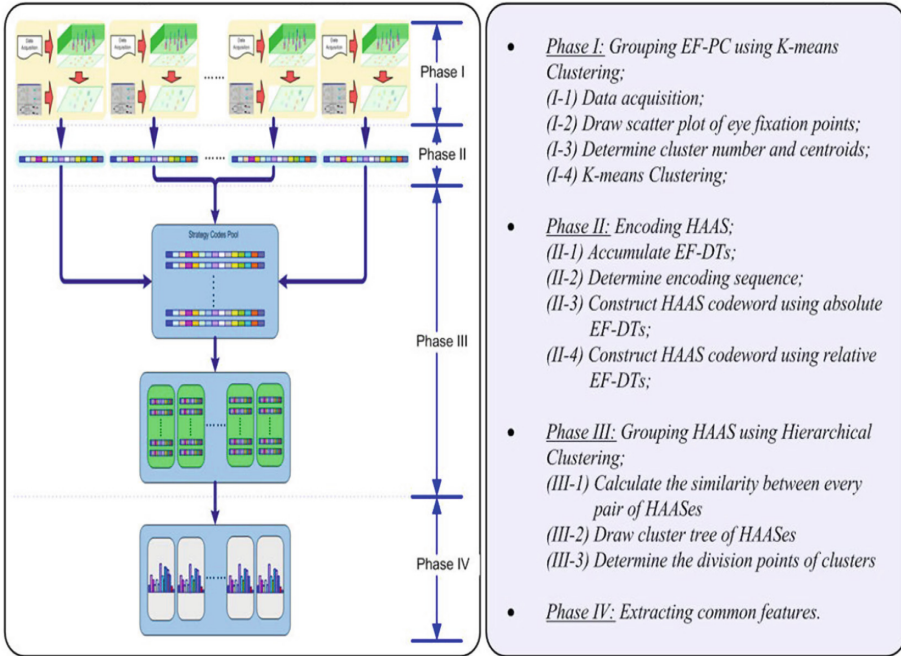 Data
Acquisition
Data
Acquisition
Data
Acquisition
Data
Acquisition
Phase I
Phase II
Strategy Codes Pool
Phase III
Phase IV
• Phase I: Grouping EF-PC using K-means
Clustering;
(I-1) Data acquisition;
(I-2) Draw scatter plot of eye fixation points;
(I-3) Determine cluster number and centroids;
(I-4) K-means Clustering;
• Phase II: Encoding HAAS;
(II-1) Accumulate EF-DTs;
(II-2) Determine encoding sequence;
(II-3) Construct HAAS codeword using absolute
EF-DTs;
(II-4) Construct HAAS codeword using relative
EF-DTs;
• Phase III: Grouping HAAS using Hierarchical
Clustering;
(III-1) Calculate the similarity between every
pair of HAASes
(III-2) Draw cluster tree of HAASes
(III-3) Determine the division points of clusters
• Phase IV: Extracting common features.